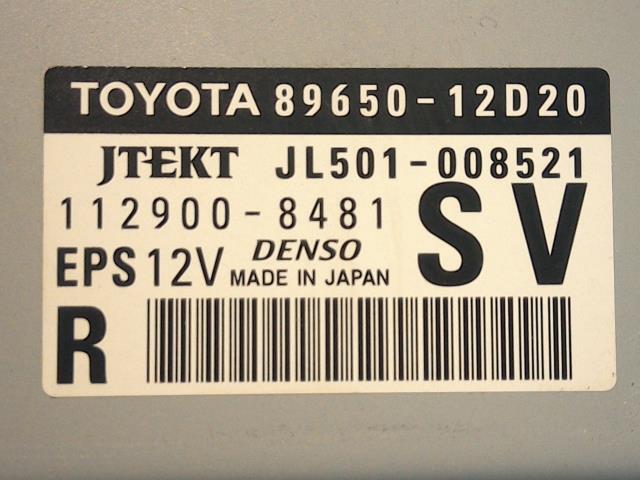 TOYOTA 89650-12D20
JTEKT JL501-008521
112900-8481
SV
EPS 12V DENSO
MADE IN JAPAN
R